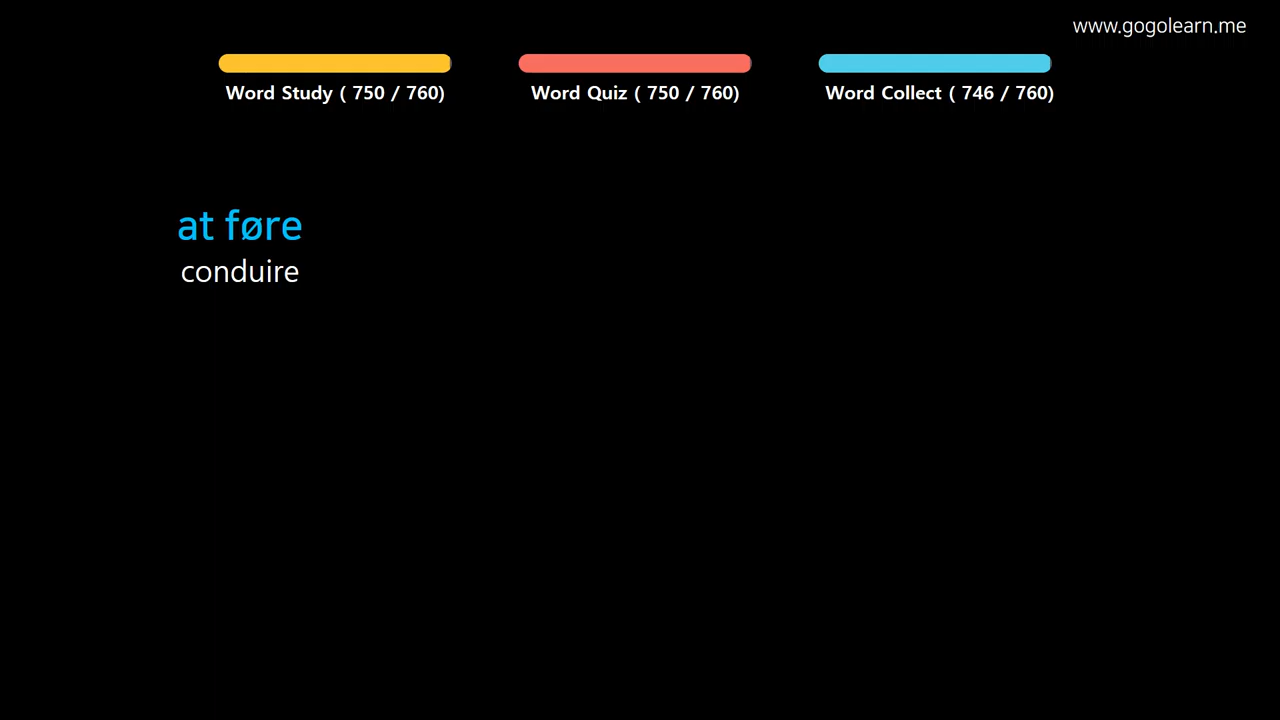 www.gogolearn.me
Word Study ( 750 / 760)
Word Quiz ( 750 / 760)
Word Collect ( 746 / 760)
at føre
conduire